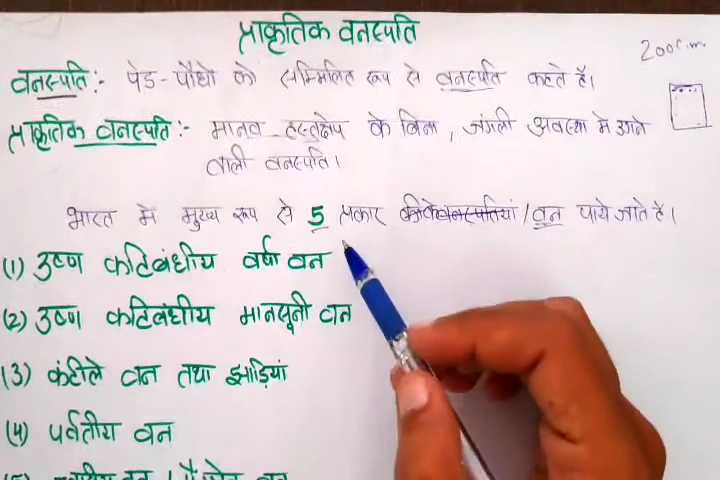 प्राकृतिक वनस्पति
200c.m.
वनस्पति:- पेड-पौधो को सम्मिलित रूप से वनस्पति कहते है।
प्राकृतिक वनस्पति:- मानव हस्तक्षेप के बिना, जंगली अवस्था मे उगने
वाली वनस्पति।
भारत मे मुख्य रूप से 5 प्रकार की वनस्पतियां / वन पाये जाते है।
(1) उष्ण कटिबंधीय वर्षा वन
(2) उष्ण कटिबंधीय मानसूनी वन
(3) कंटीले वन तथा झाड़ियां
(4) पर्वतीय वन
(5)